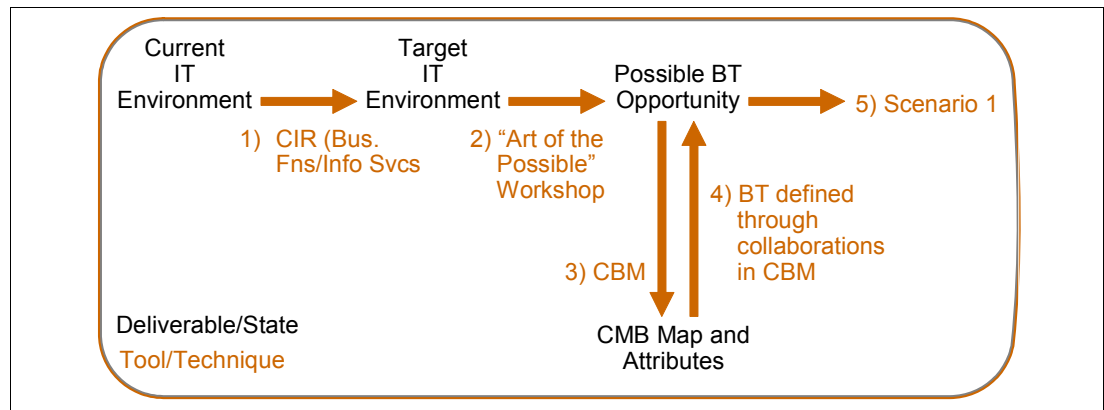 Current
IT
Environment
Target
IT
Environment
Possible BT
Opportunity
5) Scenario 1
1) CIR (Bus.
Fns/Info Svcs
2) “Art of the
Possible”
Workshop
3) CBM
4) BT defined
through
collaborations
in CBM
CMB Map and
Attributes
Deliverable/State
Tool/Technique